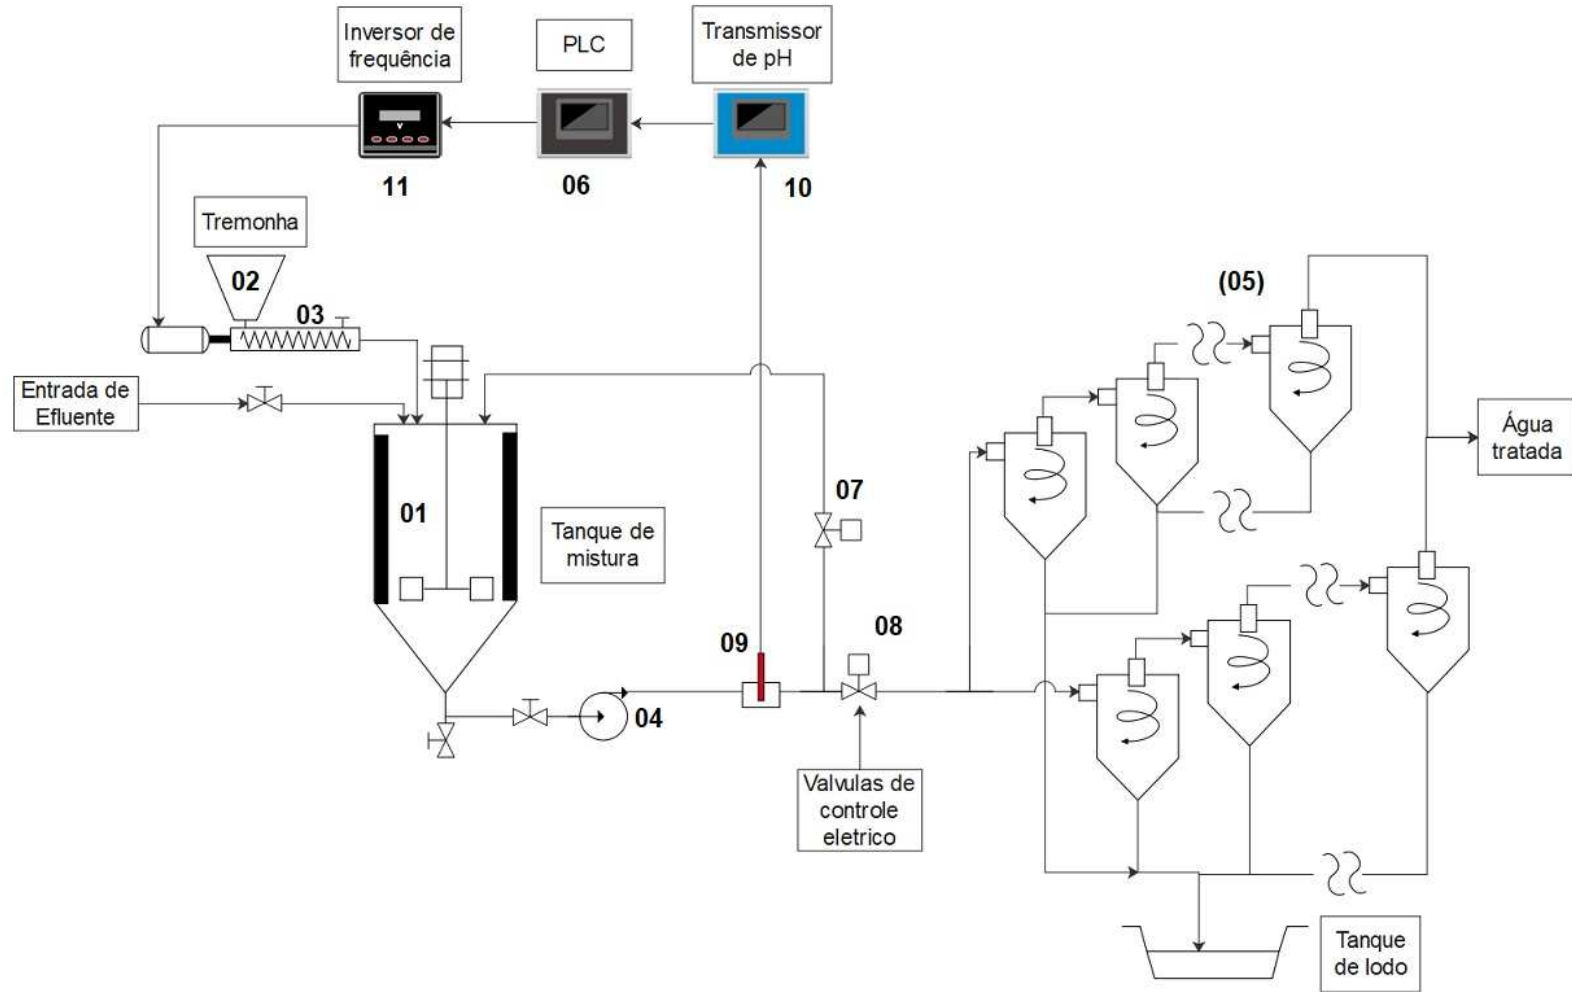 Inversor de
frequência
PLC
Transmissor
de pH
11
06
10
Tremonha
02
03
(05)
Entrada de
Efluente
Água
tratada
01
07
Tanque de
mistura
09
08
04
Valvulas de
controle
eletrico
Tanque
de lodo